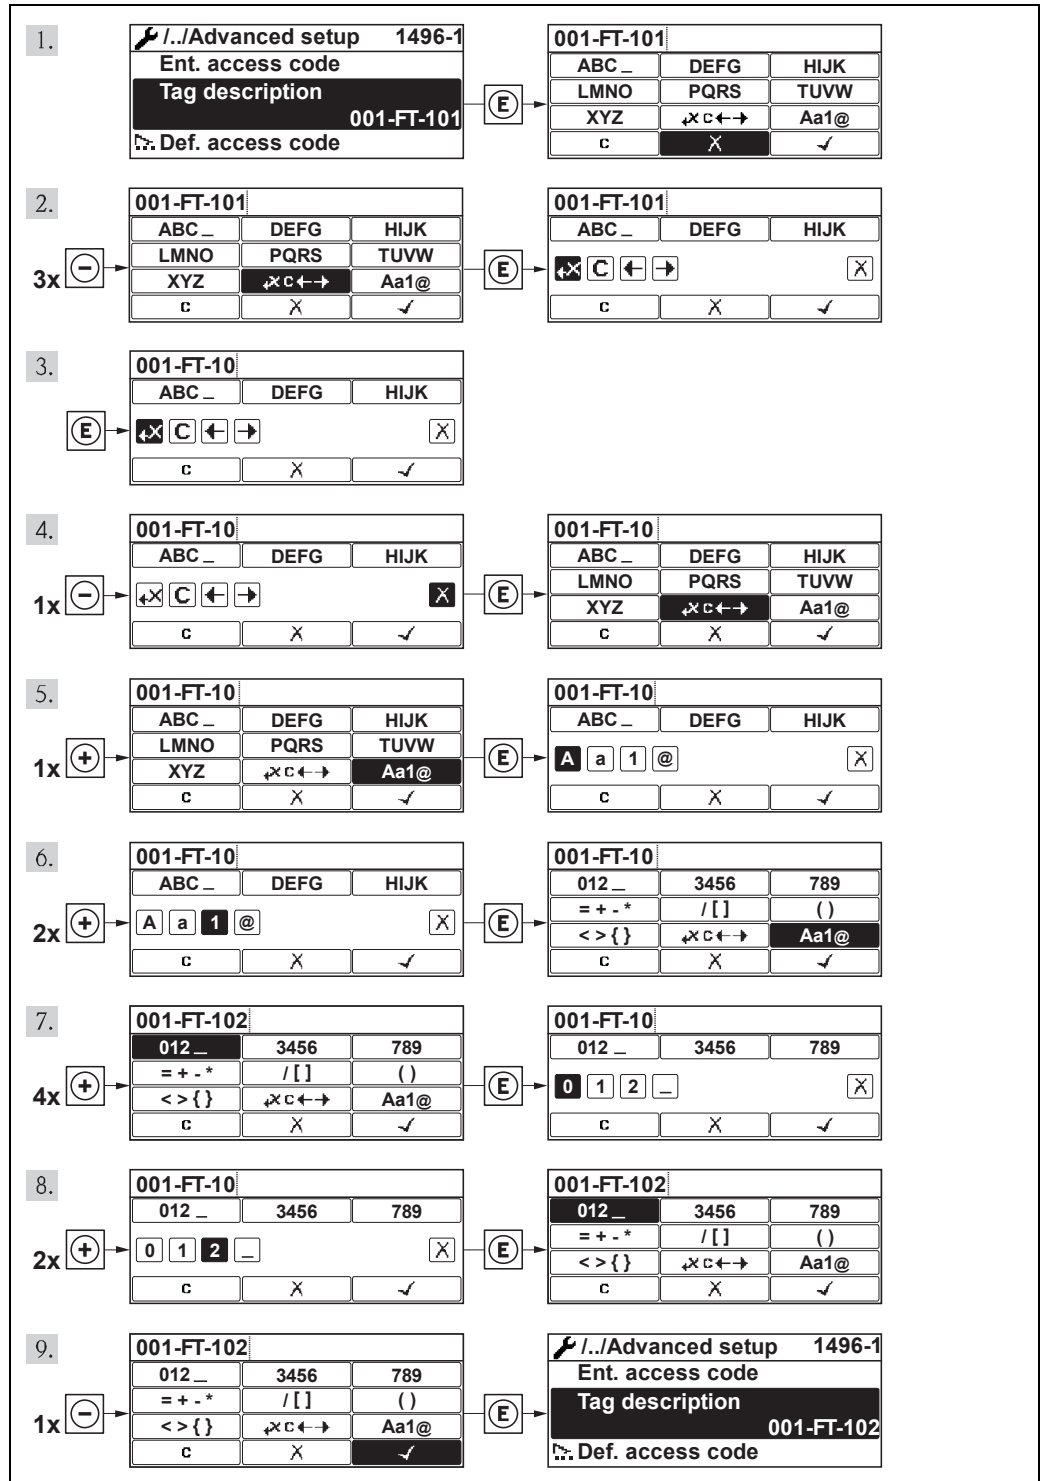 1.
/../Advanced setup 1496-1
Ent. access code
Tag description
001-FT-101
Def. access code
E
001-FT-101
ABC_ DEFG HIJK
LMNO PQRS TUVW
XYZ C←→ Aa1@
C X ✓
2.
3x − 
001-FT-101
ABC_ DEFG HIJK
LMNO PQRS TUVW
XYZ C←→ Aa1@
C X ✓
E
001-FT-101
ABC_ DEFG HIJK
C ← → X
C X ✓
3.
E
001-FT-10
ABC_ DEFG HIJK
C ← → X
C X ✓
4.
1x −
001-FT-10
ABC_ DEFG HIJK
C ← → X
C X ✓
E
001-FT-10
ABC_ DEFG HIJK
LMNO PQRS TUVW
XYZ C←→ Aa1@
C X ✓
5.
1x +
001-FT-10
ABC_ DEFG HIJK
LMNO PQRS TUVW
XYZ C←→ Aa1@
C X ✓
E
001-FT-10
ABC_ DEFG HIJK
A a 1 @ X
C X ✓
6.
2x +
001-FT-10
ABC_ DEFG HIJK
A a 1 @ X
C X ✓
E
001-FT-10
012_ 3456 789
= + - * / [ ] ( )
< > { } C←→ Aa1@
C X ✓
7.
4x +
001-FT-102
012_ 3456 789
= + - * / [ ] ( )
< > { } C←→ Aa1@
C X ✓
E
001-FT-10
012_ 3456 789
0 1 2 _ X
C X ✓
8.
2x +
001-FT-10
012_ 3456 789
0 1 2 _ X
C X ✓
E
001-FT-102
012_ 3456 789
= + - * / [ ] ( )
< > { } C←→ Aa1@
C X ✓
9.
1x −
001-FT-102
012_ 3456 789
= + - * / [ ] ( )
< > { } C←→ Aa1@
C X ✓
E
/../Advanced setup 1496-1
Ent. access code
Tag description
001-FT-102
Def. access code